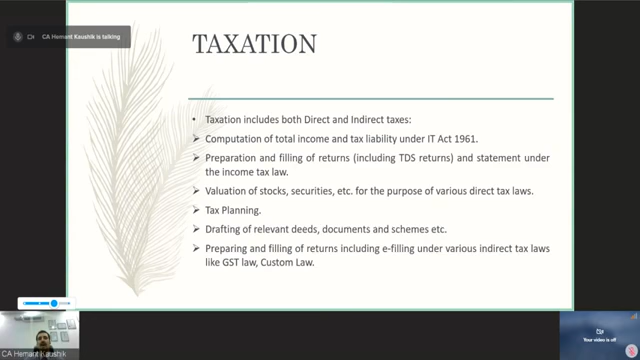 CA Hemant Kaushik is talking
TAXATION
• Taxation includes both Direct and Indirect taxes:
➢ Computation of total income and tax liability under IT Act 1961.
➢ Preparation and filling of returns (including TDS returns) and statement under
the income tax law.
➢ Valuation of stocks, securities, etc. for the purpose of various direct tax laws.
➢ Tax Planning.
➢ Drafting of relevant deeds, documents and schemes etc.
➢ Preparing and filling of returns including e-filling under various indirect tax laws
like GST law, Custom Law.
CA Hemant Kaushik
Your video is off